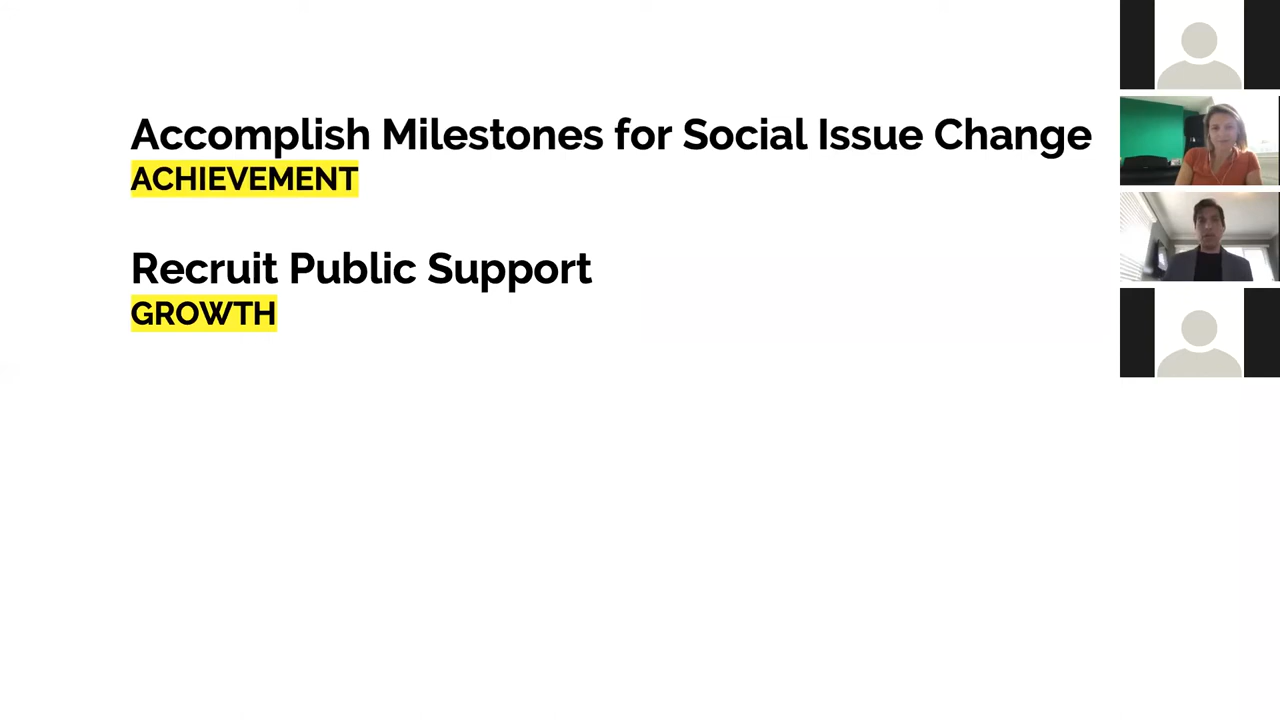 Accomplish Milestones for Social Issue Change
ACHIEVEMENT
Recruit Public Support
GROWTH